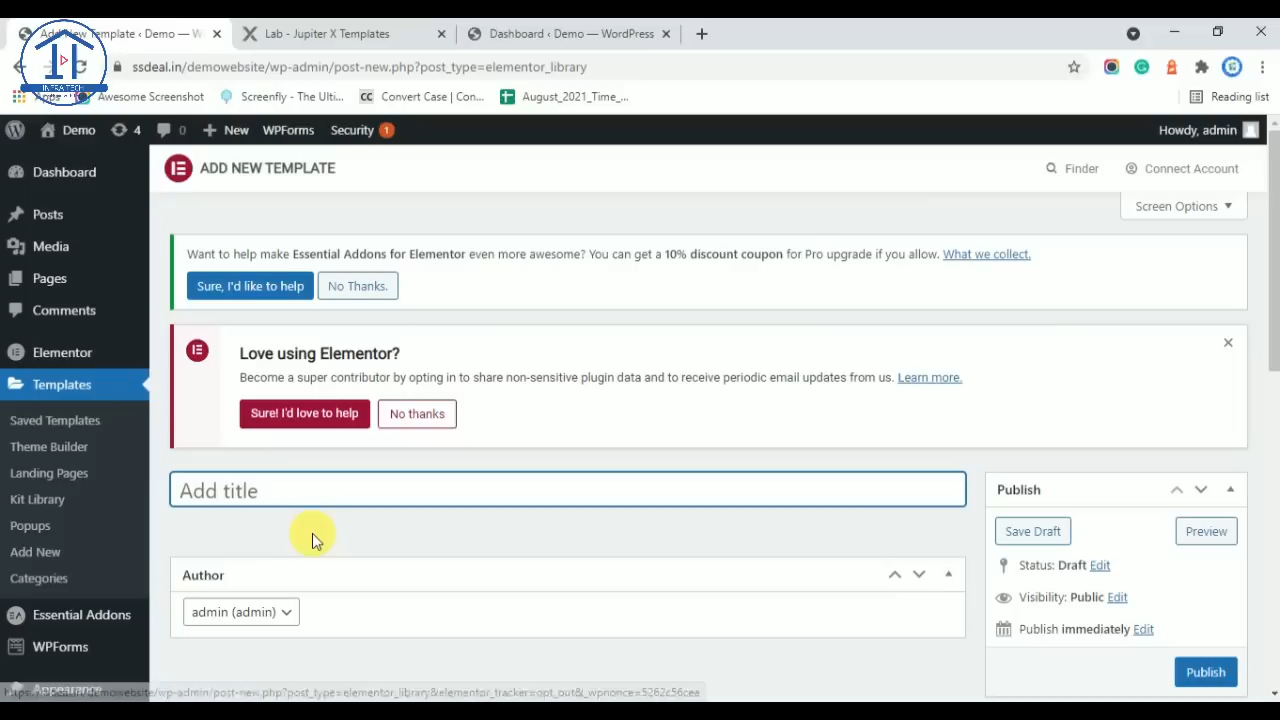 Add New Template ‹ Demo — W
Lab - Jupiter X Templates
Dashboard ‹ Demo — WordPress
ssdeal.in/demowebsite/wp-admin/post-new.php?post_type=elementor_library
Apps
Awesome Screenshot
Screenfly - The Ulti...
CC Convert Case | Con...
August_2021_Time_...
Reading list
INFRATECH
Demo
4
0
New
WPForms
Security 1
Howdy, admin
Dashboard
Posts
Media
Pages
Comments
Elementor
Templates
Saved Templates
Theme Builder
Landing Pages
Kit Library
Popups
Add New
Categories
Essential Addons
WPForms
Appearance
ADD NEW TEMPLATE
Finder
Connect Account
Screen Options
Want to help make Essential Addons for Elementor even more awesome? You can get a 10% discount coupon for Pro upgrade if you allow. What we collect.
Sure, I'd like to help
No Thanks.
Love using Elementor?
Become a super contributor by opting in to share non-sensitive plugin data and to receive periodic email updates from us. Learn more.
Sure! I'd love to help
No thanks
Add title
Author
admin (admin)
Publish
Save Draft
Preview
Status: Draft Edit
Visibility: Public Edit
Publish immediately Edit
Publish